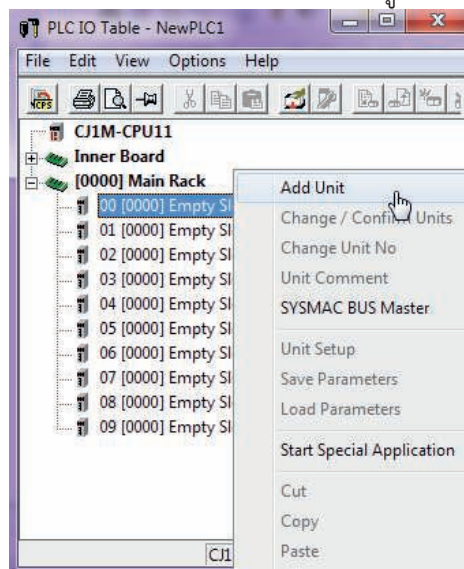 PLC IO Table - NewPLC1
File Edit View Options Help
CPS
CJ1M-CPU11
Inner Board
[0000] Main Rack
00 [0000] Empty Sl
01 [0000] Empty Sl
02 [0000] Empty Sl
03 [0000] Empty Sl
04 [0000] Empty Sl
05 [0000] Empty Sl
06 [0000] Empty Sl
07 [0000] Empty Sl
08 [0000] Empty Sl
09 [0000] Empty Sl
Add Unit
Change / Confirm Units
Change Unit No
Unit Comment
SYSMAC BUS Master
Unit Setup
Save Parameters
Load Parameters
Start Special Application
Cut
Copy
Paste
CJ1